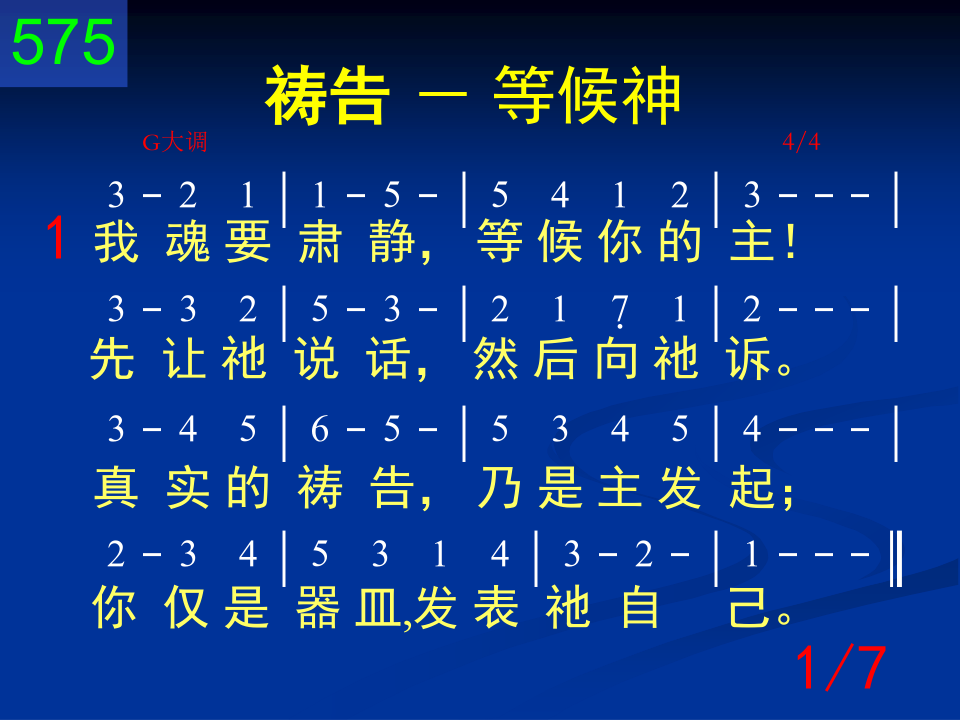 575
祷告 － 等候神
G大调 4/4
3 － 2 1 | 1 － 5 － | 5 4 1 2 | 3 － － － |
1 我 魂 要 肃 静， 等 候 你 的 主！
3 － 3 2 | 5 － 3 － | 2 1 7̣ 1 | 2 － － － |
先 让 祂 说 话， 然 后 向 祂 诉。
3 － 4 5 | 6 － 5 － | 5 3 4 5 | 4 － － － |
真 实 的 祷 告， 乃 是 主 发 起；
2 － 3 4 | 5 3 1 4 | 3 － 2 － | 1 － － － ‖
你 仅 是 器 皿,发 表 祂 自 己。
1/7